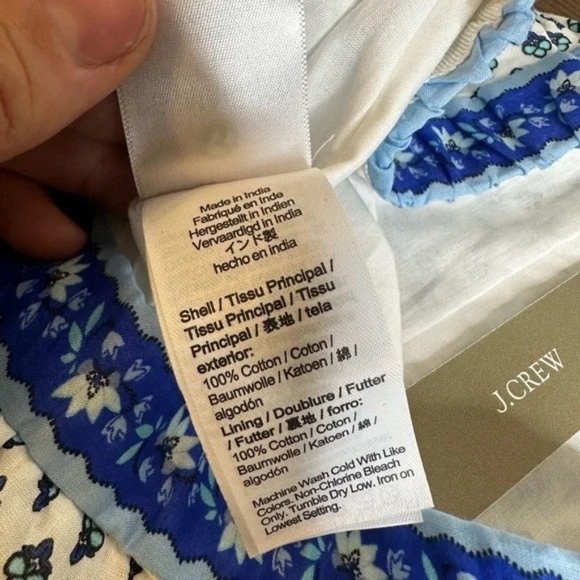 Made in India
Fabriqué en Inde
Hergestellt in Indien
Vervaardigd in India
インド製
hecho en india
Shell / Tissu Principal /
Tissu Principal / Tissu
Principal / 表地 / tela
exterior:
100% Cotton / Coton /
Baumwolle / Katoen / 綿 /
algodón
Lining / Doublure / Futter
/ Futter / 裏地 / forro:
100% Cotton / Coton /
Baumwolle / Katoen / 綿 /
algodón
Machine Wash Cold With Like
Colors. Non-Chlorine Bleach
Only. Tumble Dry Low. Iron on
Lowest Setting.
J.CREW